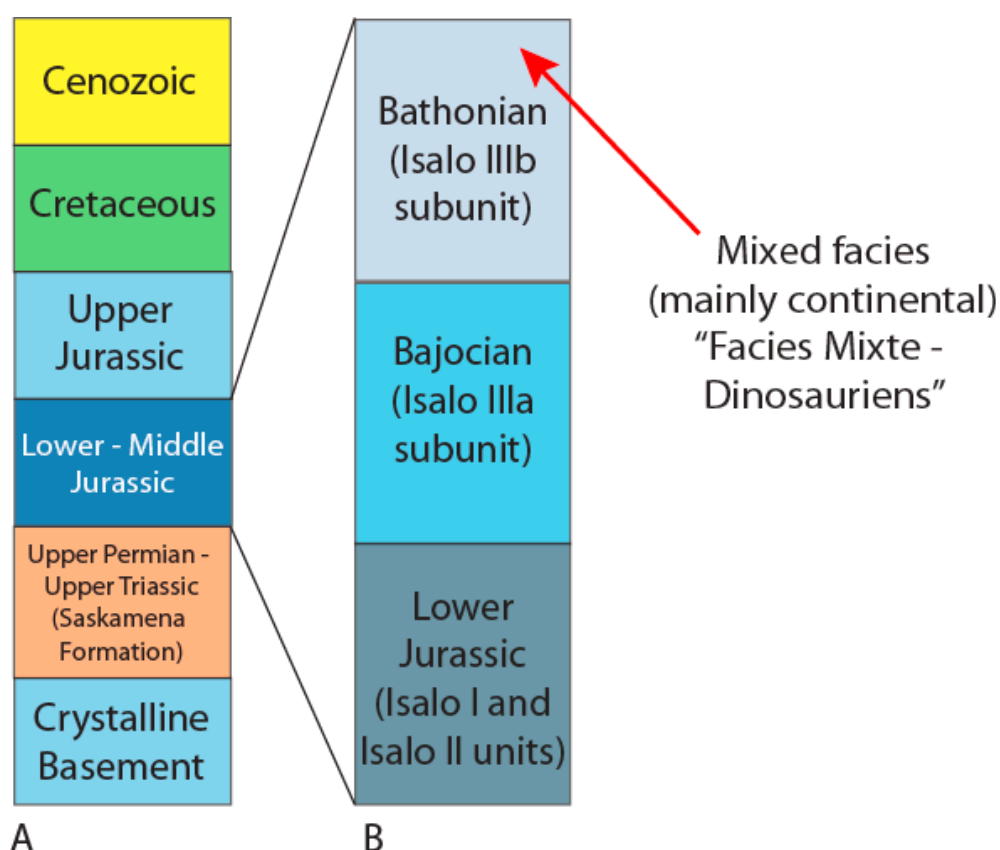 Cenozoic
Cretaceous
Upper
Jurassic
Lower - Middle
Jurassic
Upper Permian -
Upper Triassic
(Saskamena
Formation)
Crystalline
Basement
A
Bathonian
(Isalo IIIb
subunit)
Bajocian
(Isalo IIIa
subunit)
Lower
Jurassic
(Isalo I and
Isalo II units)
B
Mixed facies
(mainly continental)
“Facies Mixte -
Dinosauriens”